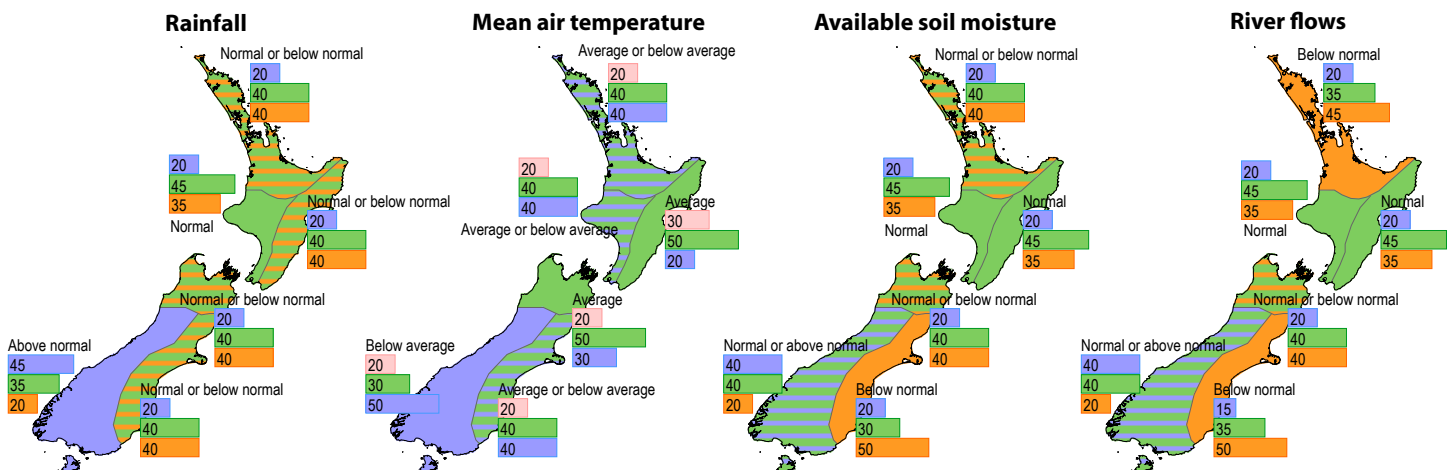 Rainfall
Normal or below normal
20
40
40
20
45
35
Normal
Normal or below normal
20
40
40
Normal or below normal
20
40
40
Above normal
45
35
20
Normal or below normal
20
40
40
Mean air temperature
Average or below average
20
40
40
20
40
40
Average or below average
Average
30
50
20
Average
20
50
30
Below average
20
30
50
Average or below average
20
40
40
Available soil moisture
Normal or below normal
20
40
40
20
45
35
Normal
Normal
20
45
35
Normal or below normal
20
40
40
Normal or above normal
40
40
20
Below normal
20
30
50
River flows
Below normal
20
35
45
20
45
35
Normal
Normal
20
45
35
Normal or below normal
20
40
40
Normal or above normal
40
40
20
Below normal
15
35
50